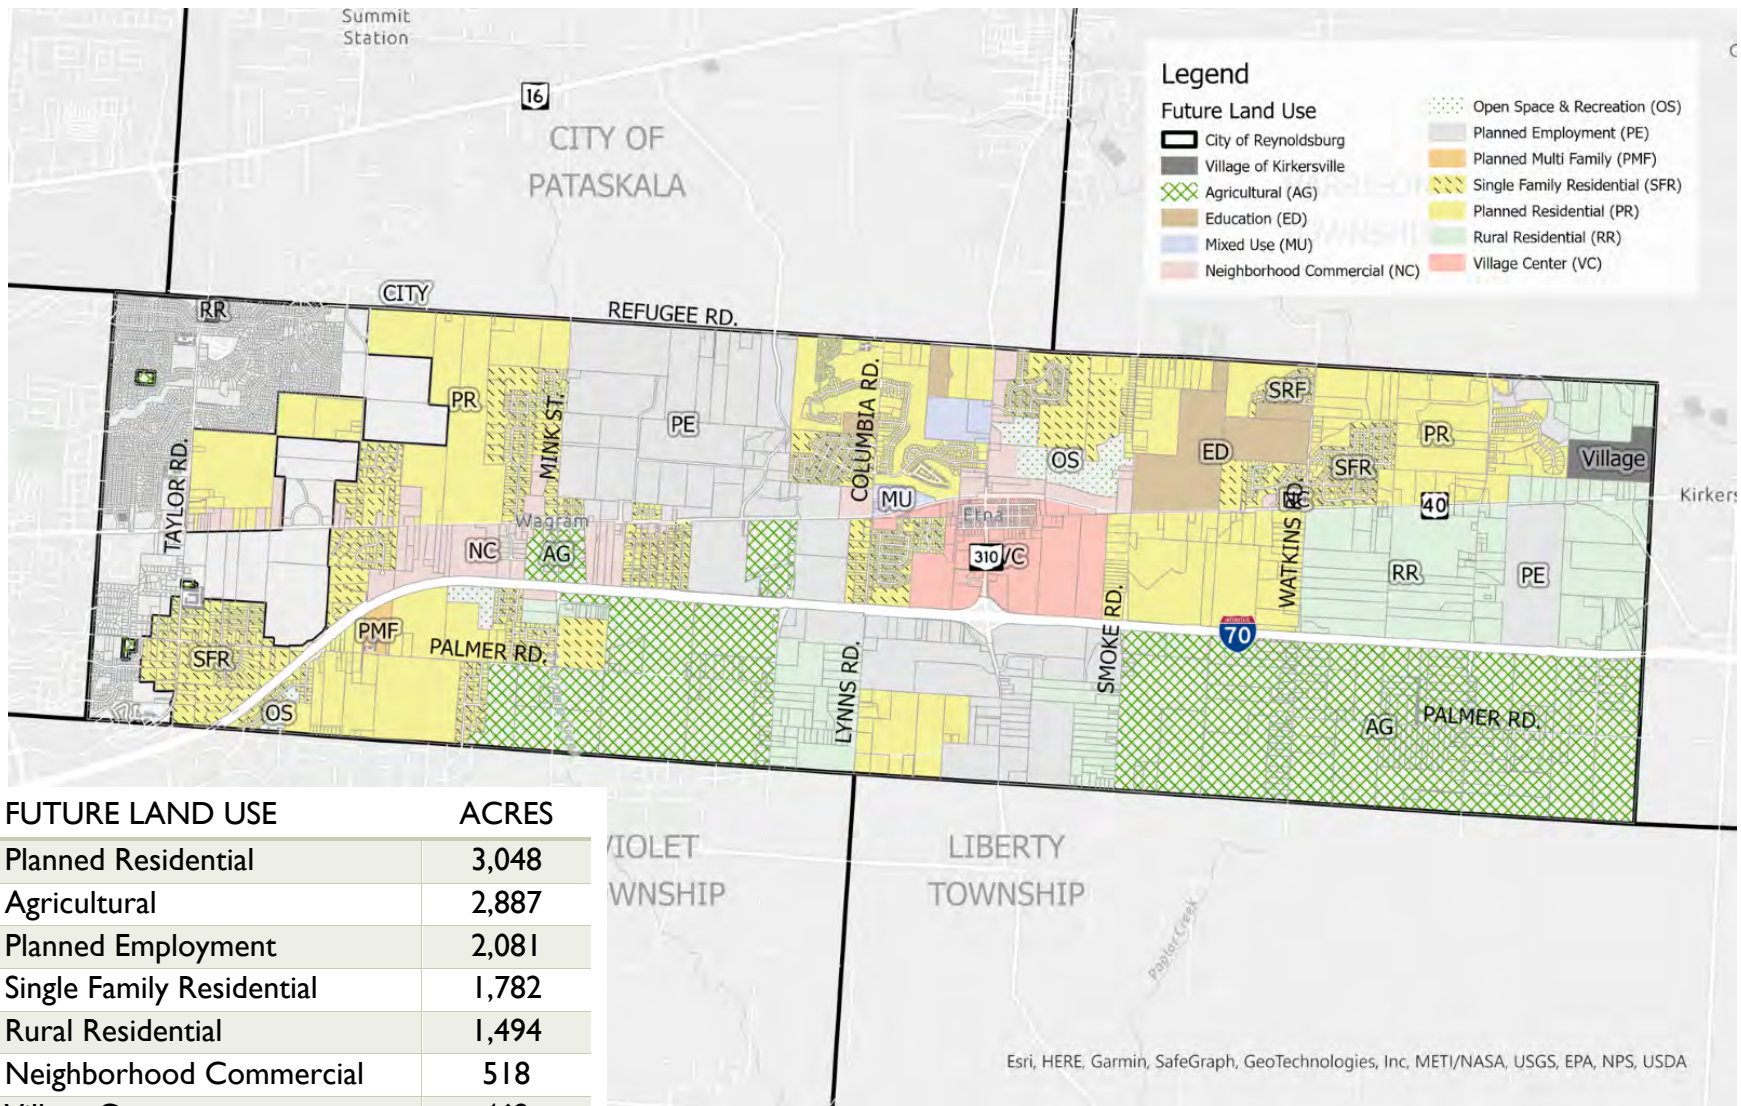 Summit
Station
16
CITY OF
PATASKALA
Legend
Future Land Use
City of Reynoldsburg
Village of Kirkersville
Agricultural (AG)
Education (ED)
Mixed Use (MU)
Neighborhood Commercial (NC)
Open Space & Recreation (OS)
Planned Employment (PE)
Planned Multi Family (PMF)
Single Family Residential (SFR)
Planned Residential (PR)
Rural Residential (RR)
Village Center (VC)
RR
CITY
REFUGEE RD.
PR
MINK ST.
PE
COLUMBIA RD.
SRF
PR
ED
OS
SFR
Village
TAYLOR RD.
MU
NC
40
Kirkers
Wagram
Etna
NC
AG
310
VC
WATKINS RD.
RR
PE
PMF
PALMER RD.
SFR
OS
LYNNS RD.
SMOKE RD.
INTERSTATE
70
AG
PALMER RD.
VIOLET
WNSHIP
LIBERTY
TOWNSHIP
Poplar Creek
FUTURE LAND USE ACRES
Planned Residential 3,048
Agricultural 2,887
Planned Employment 2,081
Single Family Residential 1,782
Rural Residential 1,494
Neighborhood Commercial 518
Esri, HERE, Garmin, SafeGraph, GeoTechnologies, Inc, METI/NASA, USGS, EPA, NPS, USDA